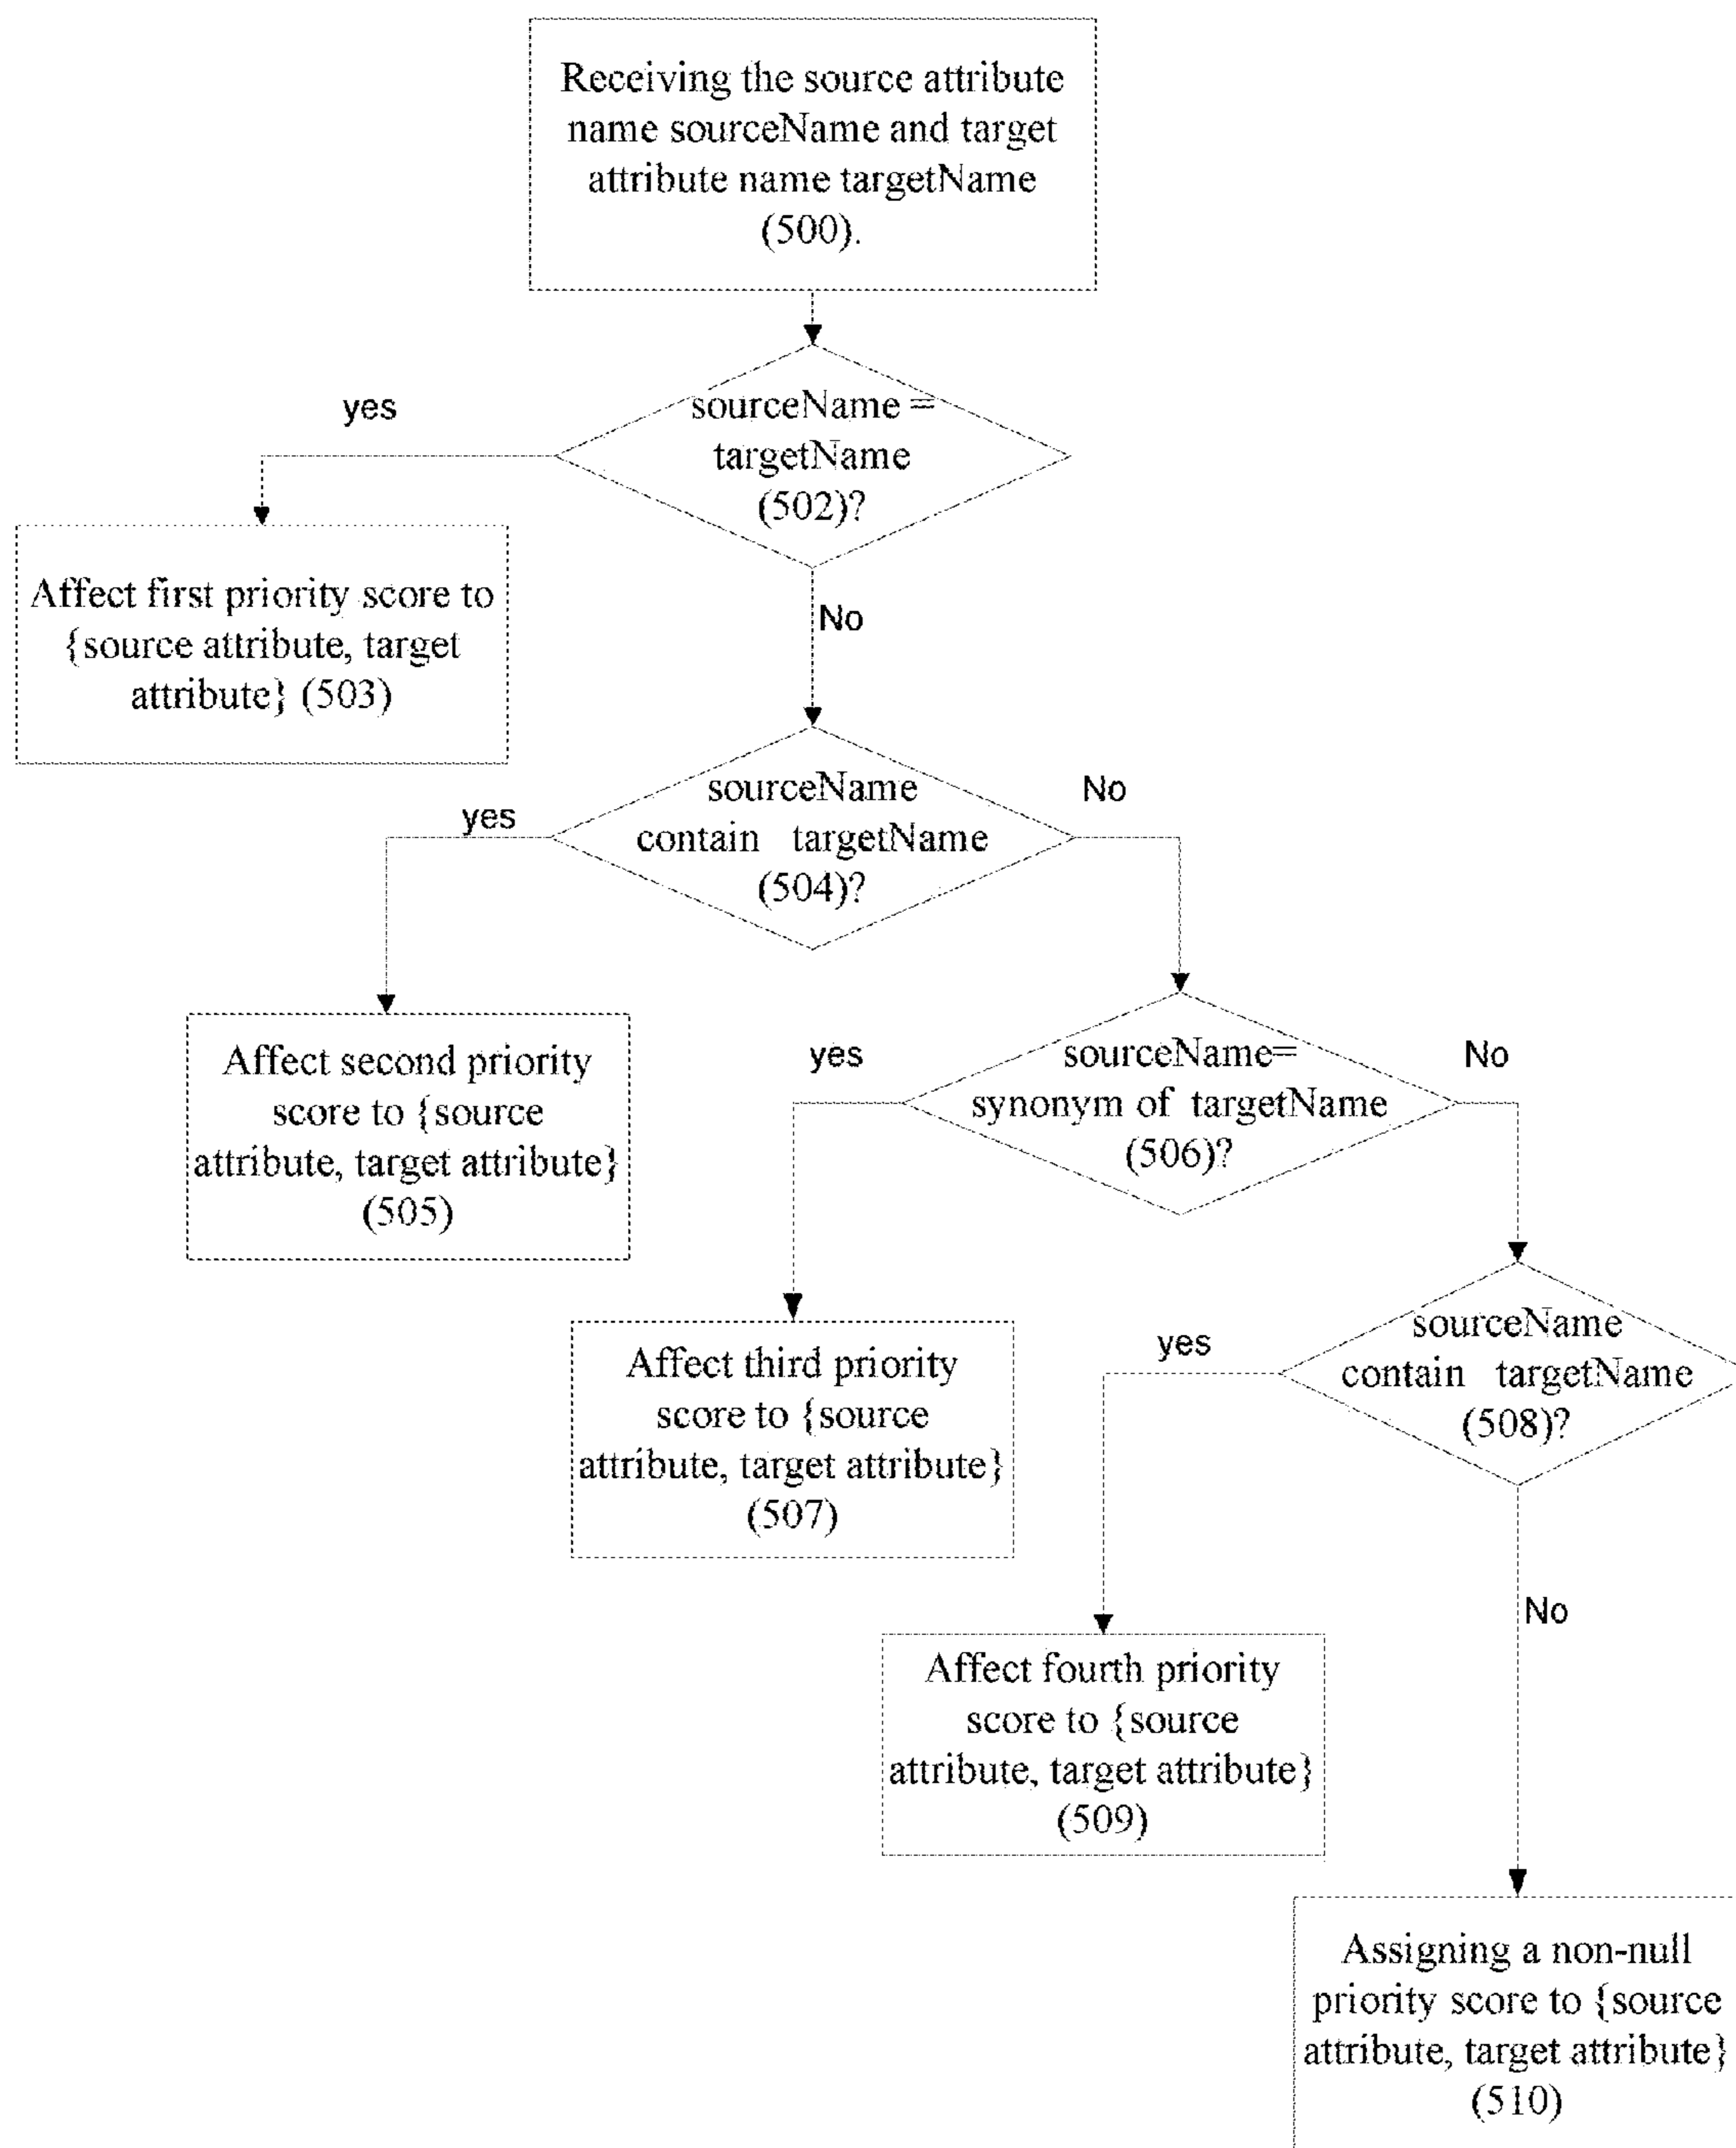 Receiving the source attribute
name sourceName and target
attribute name targetName
(500).
sourceName =
targetName
(502)?
yes
No
Affect first priority score to
{source attribute, target
attribute} (503)
sourceName
contain targetName
(504)?
yes
No
Affect second priority
score to {source
attribute, target attribute}
(505)
sourceName=
synonym of targetName
(506)?
yes
No
Affect third priority
score to {source
attribute, target attribute}
(507)
sourceName
contain targetName
(508)?
yes
No
Affect fourth priority
score to {source
attribute, target attribute}
(509)
Assigning a non-null
priority score to {source
attribute, target attribute}
(510)